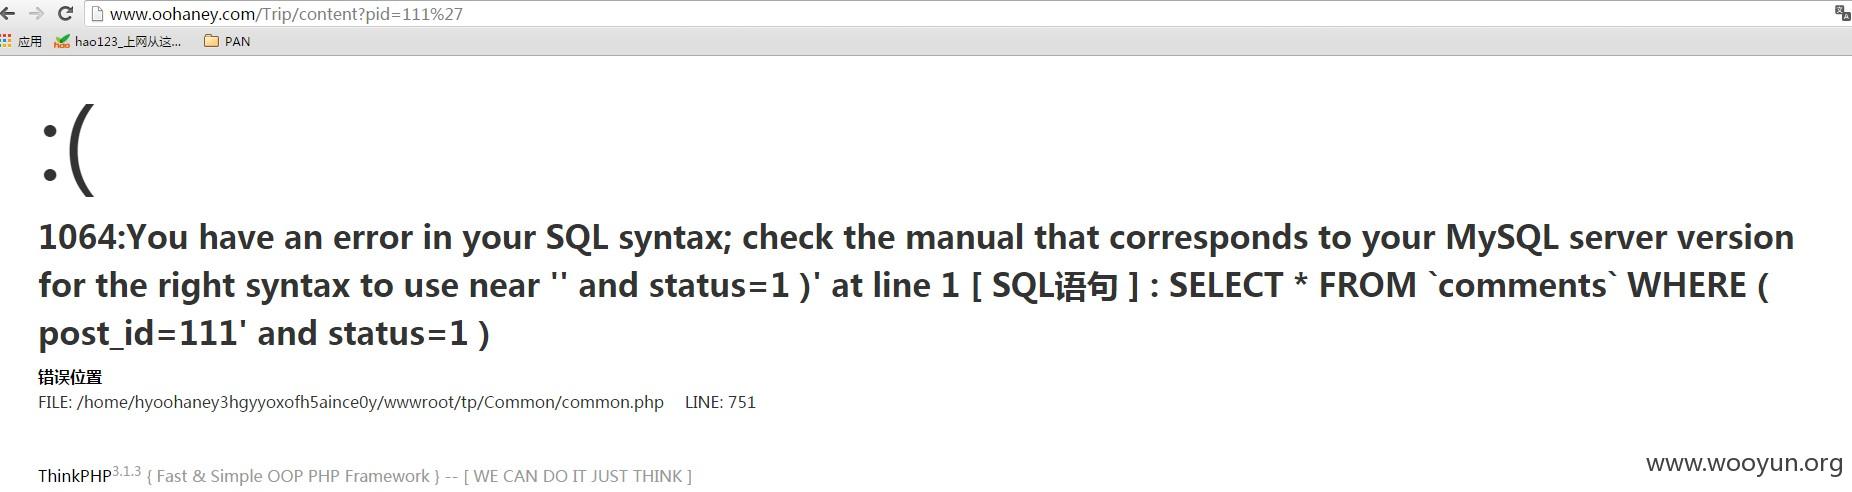 www.oohaney.com/Trip/content?pid=111%27
应用 hao123_上网从这... PAN
:(
1064:You have an error in your SQL syntax; check the manual that corresponds to your MySQL server version
for the right syntax to use near '' and status=1 )' at line 1 [ SQL语句 ] : SELECT * FROM `comments` WHERE (
post_id=111' and status=1 )
错误位置
FILE: /home/hyoohaney3hgyyoxofh5aince0y/wwwroot/tp/Common/common.php LINE: 751
www.wooyun.org
ThinkPHP3.1.3 { Fast & Simple OOP PHP Framework } -- [ WE CAN DO IT JUST THINK ]